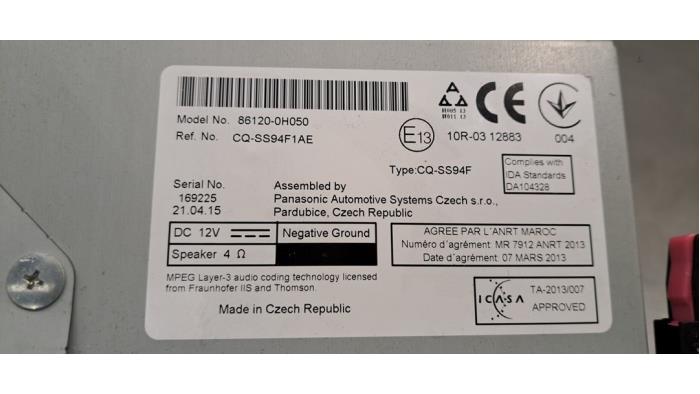 Model No. 86120-0H050
Ref. No. CQ-SS94F1AE
CE
E13
10R-03 12883
004
Type:CQ-SS94F
Complies with
IDA Standards
DA104328
Serial No.
169225
21.04.15
Assembled by
Panasonic Automotive Systems Czech s.r.o.,
Pardubice, Czech Republic
DC 12V
Negative Ground
Speaker 4 Ω
AGREE PAR L'ANRT MAROC
Numéro d'agrément: MR 7912 ANRT 2013
Date d'agrément: 07 MARS 2013
MPEG Layer-3 audio coding technology licensed
from Fraunhofer IIS and Thomson.
Made in Czech Republic
ICASA
TA-2013/007
APPROVED